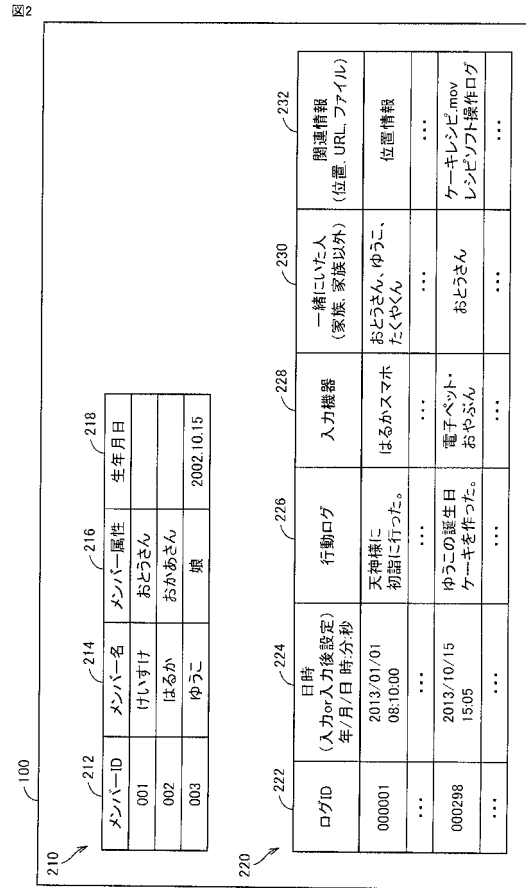 図2
100
210
212
214
216
218
メンバーID
メンバー名
メンバー属性
生年月日
001
けいすけ
おとうさん
002
はるか
おかあさん
003
ゆうこ
娘
2002.10.15
220
222
224
226
228
230
232
ログID
日時
(入力or入力後設定)
年/月/日 時:分:秒
行動ログ
入力機器
一緒にいた人
(家族, 家族以外)
関連情報
(位置, URL, ファイル)
000001
2013/01/01
08:10:00
天神様に
初詣に行った。
はるかスマホ
おとうさん、ゆうこ、
たくやくん
位置情報
…
…
…
…
…
…
000298
2013/10/15
15:05
ゆうこの誕生日
ケーキを作った。
電子ペット・
おやぶん
おとうさん
ケーキレシピ.mov
レシピソフト操作ログ
…
…
…
…
…
…